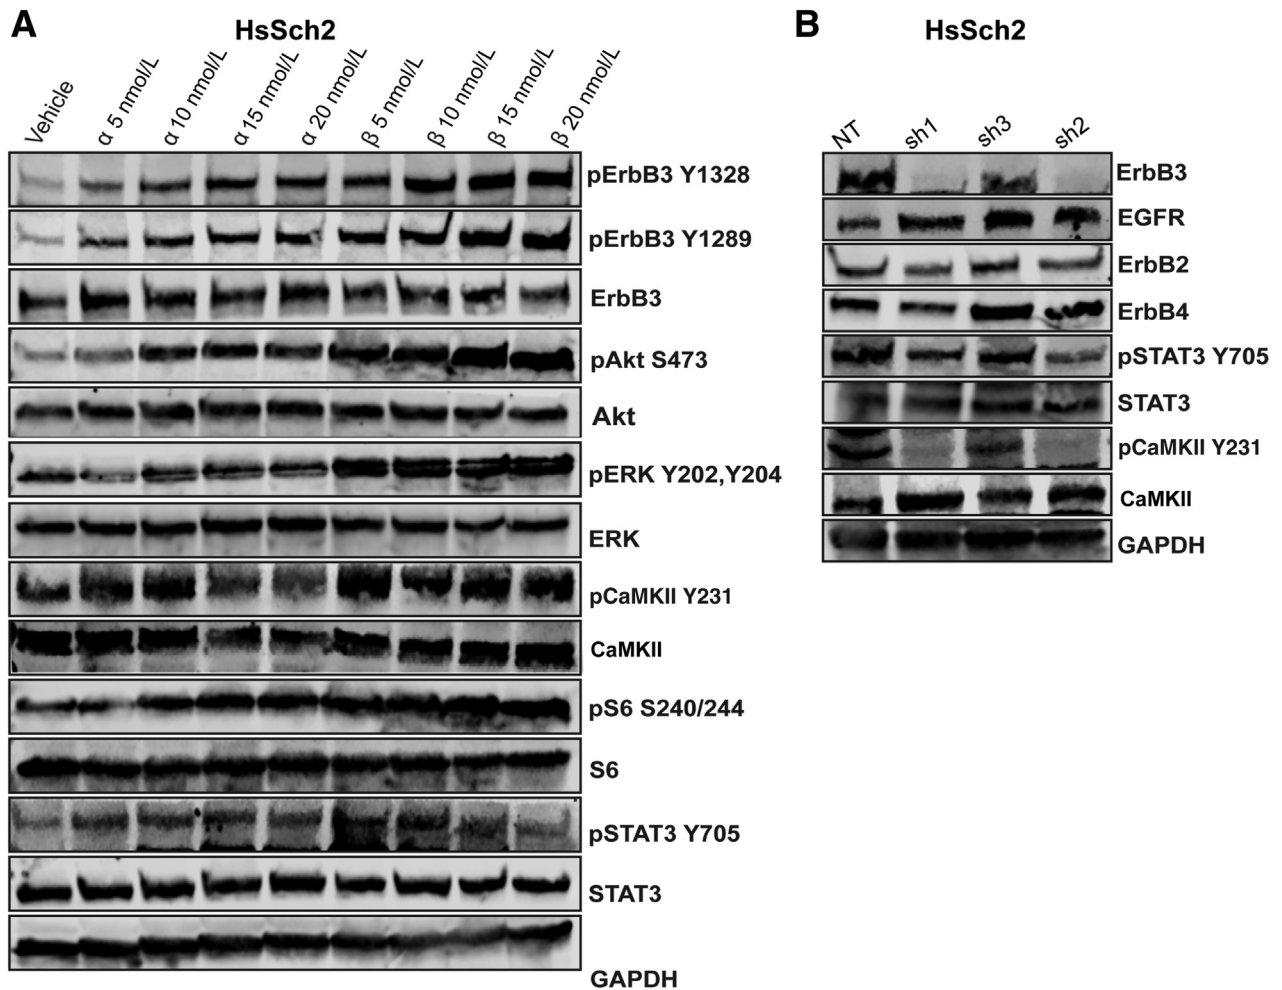 A
HsSch2
Vehicle
α 5 nmol/L
α 10 nmol/L
α 15 nmol/L
α 20 nmol/L
β 5 nmol/L
β 10 nmol/L
β 15 nmol/L
β 20 nmol/L
pErbB3 Y1328
pErbB3 Y1289
ErbB3
pAkt S473
Akt
pERK Y202,Y204
ERK
pCaMKII Y231
CaMKII
pS6 S240/244
S6
pSTAT3 Y705
STAT3
GAPDH
B
HsSch2
NT
sh1
sh3
sh2
ErbB3
EGFR
ErbB2
ErbB4
pSTAT3 Y705
STAT3
pCaMKII Y231
CaMKII
GAPDH